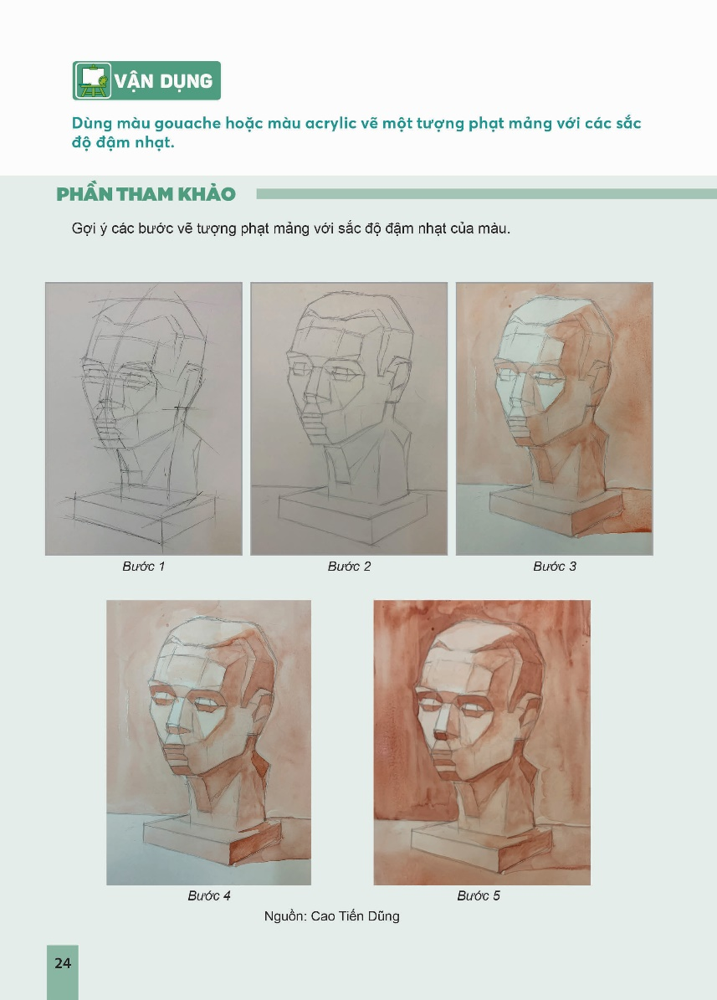 VẬN DỤNG
Dùng màu gouache hoặc màu acrylic vẽ một tượng phạt mảng với các sắc
độ đậm nhạt.
PHẦN THAM KHẢO
Gợi ý các bước vẽ tượng phạt mảng với sắc độ đậm nhạt của màu.
Bước 1
Bước 2
Bước 3
Bước 4
Bước 5
Nguồn: Cao Tiến Dũng
24